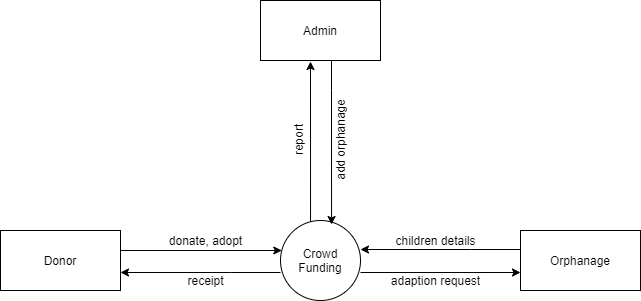 Admin
report
add orphanage
donate, adopt
children details
Donor
Crowd
Funding
Orphanage
receipt
adaption request